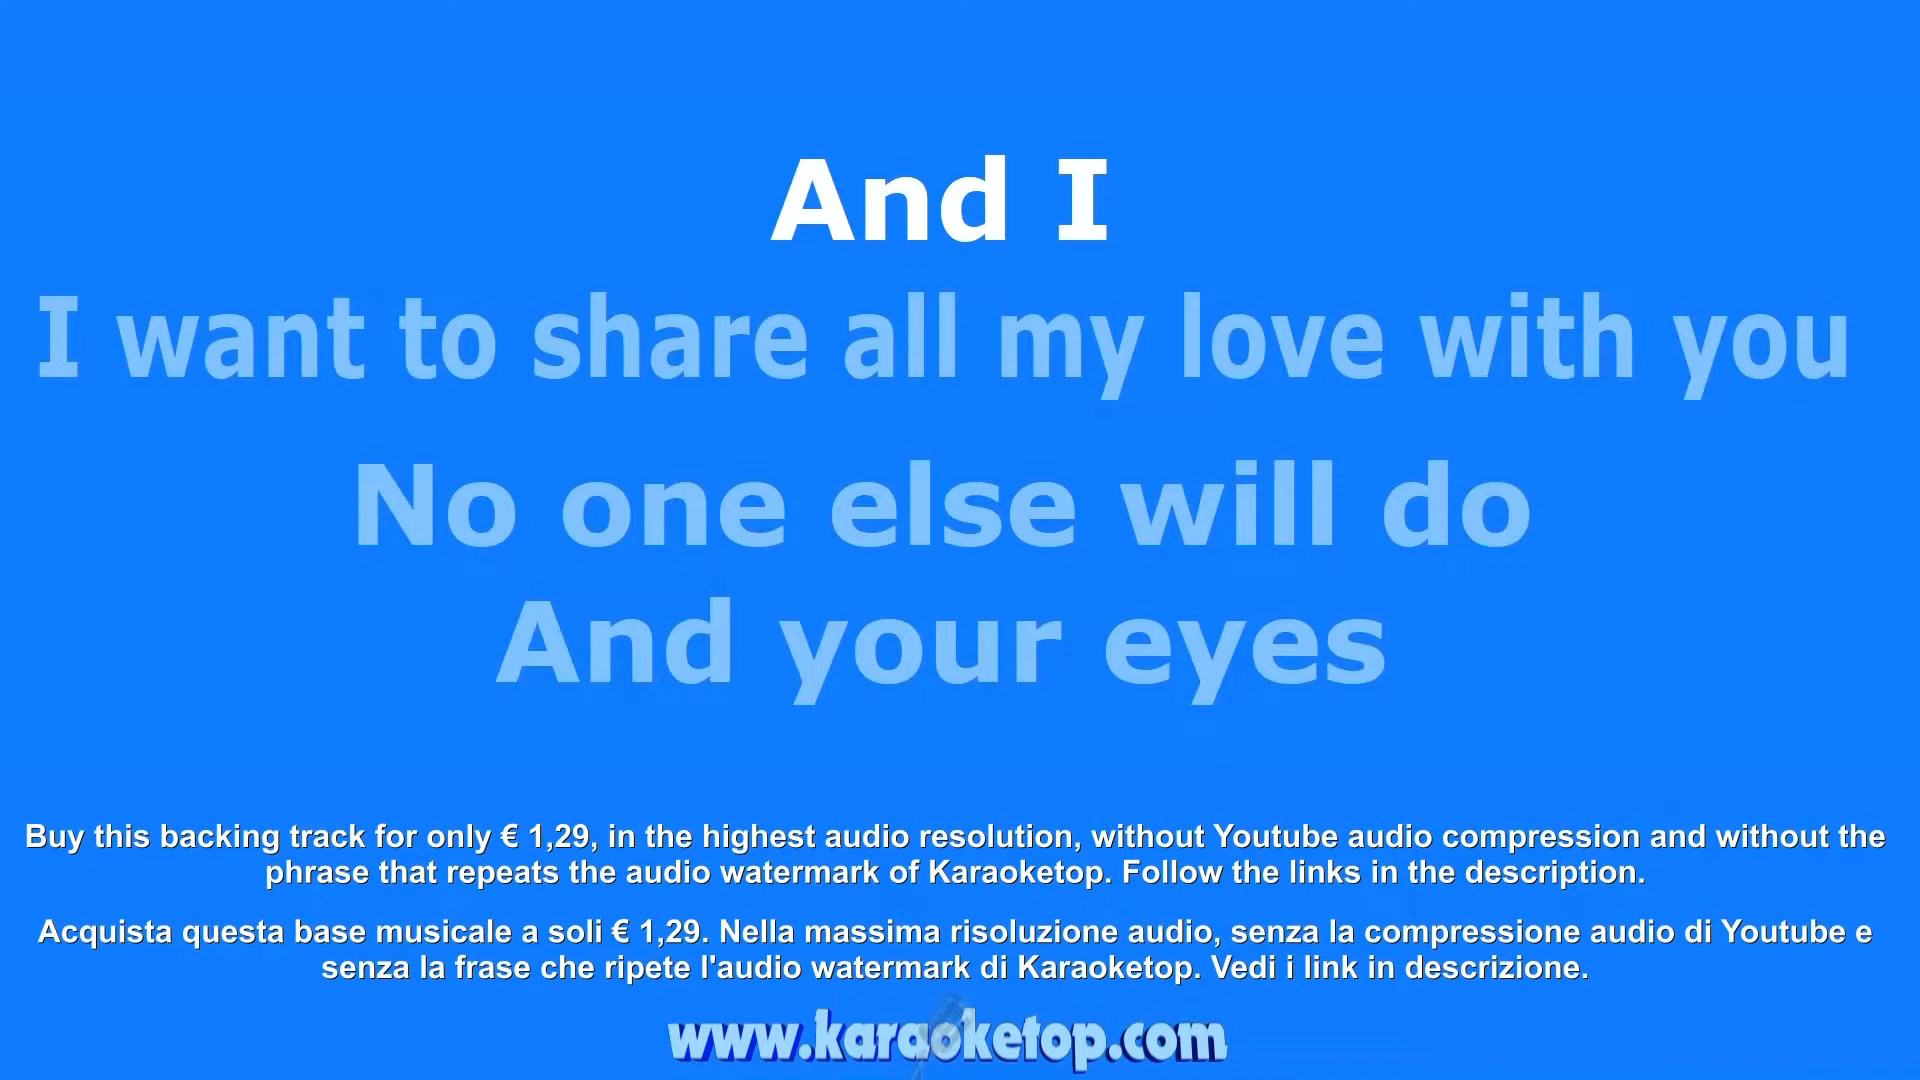 And I
I want to share all my love with you
No one else will do
And your eyes
Buy this backing track for only € 1,29, in the highest audio resolution, without Youtube audio compression and without the
phrase that repeats the audio watermark of Karaoketop. Follow the links in the description.
Acquista questa base musicale a soli € 1,29. Nella massima risoluzione audio, senza la compressione audio di Youtube e
senza la frase che ripete l'audio watermark di Karaoketop. Vedi i link in descrizione.
www.karaoketop.com